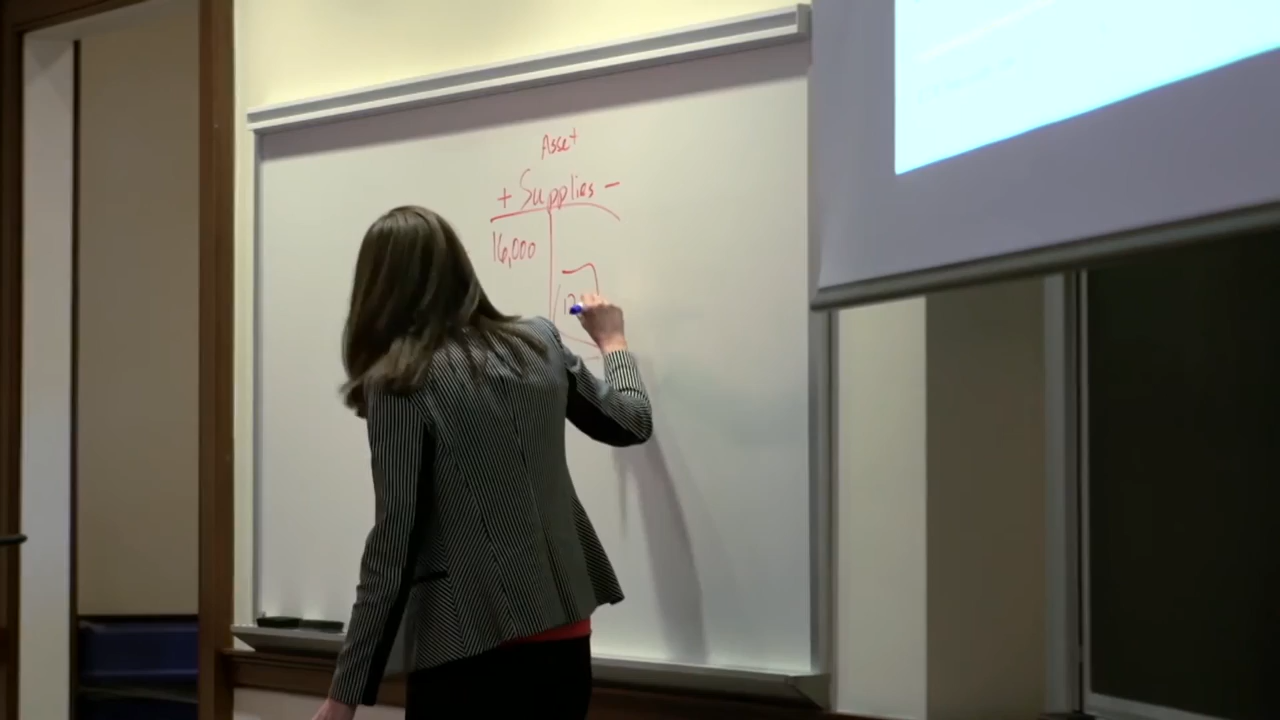 Asset
+ Supplies -
16,000